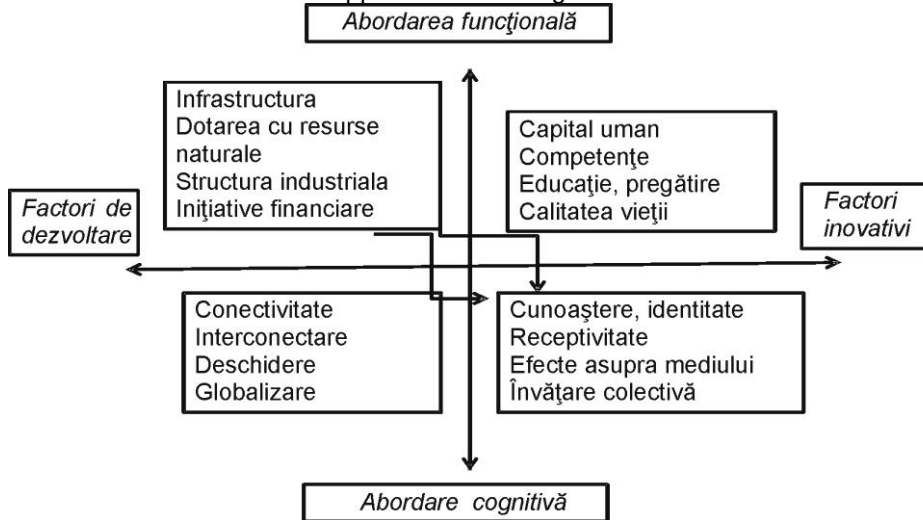 Abordarea funcţională
Infrastructura
Dotarea cu resurse
naturale
Structura industriala
Iniţiative financiare
Capital uman
Competenţe
Educaţie, pregătire
Calitatea vieţii
Factori de
dezvoltare
Factori
inovativi
Conectivitate
Interconectare
Deschidere
Globalizare
Cunoaştere, identitate
Receptivitate
Efecte asupra mediului
Învăţare colectivă
Abordare cognitivă